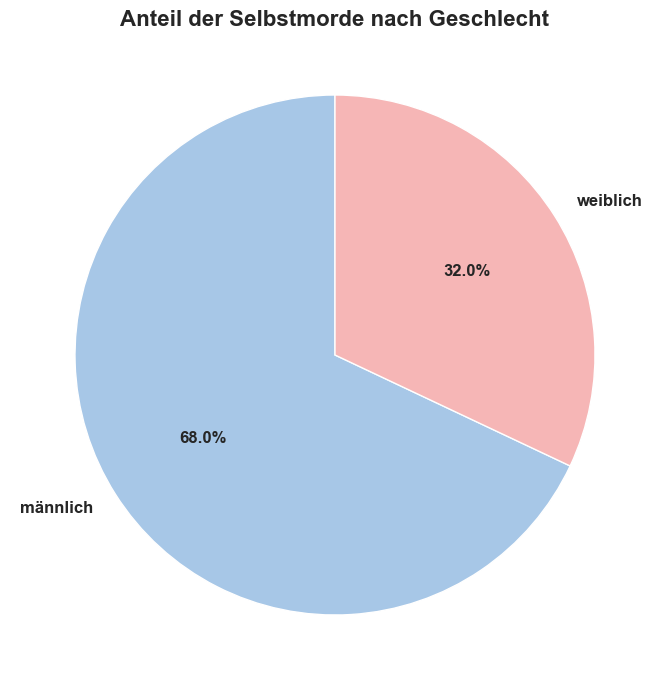 Anteil der Selbstmorde nach Geschlecht
weiblich
32.0%
68.0%
männlich